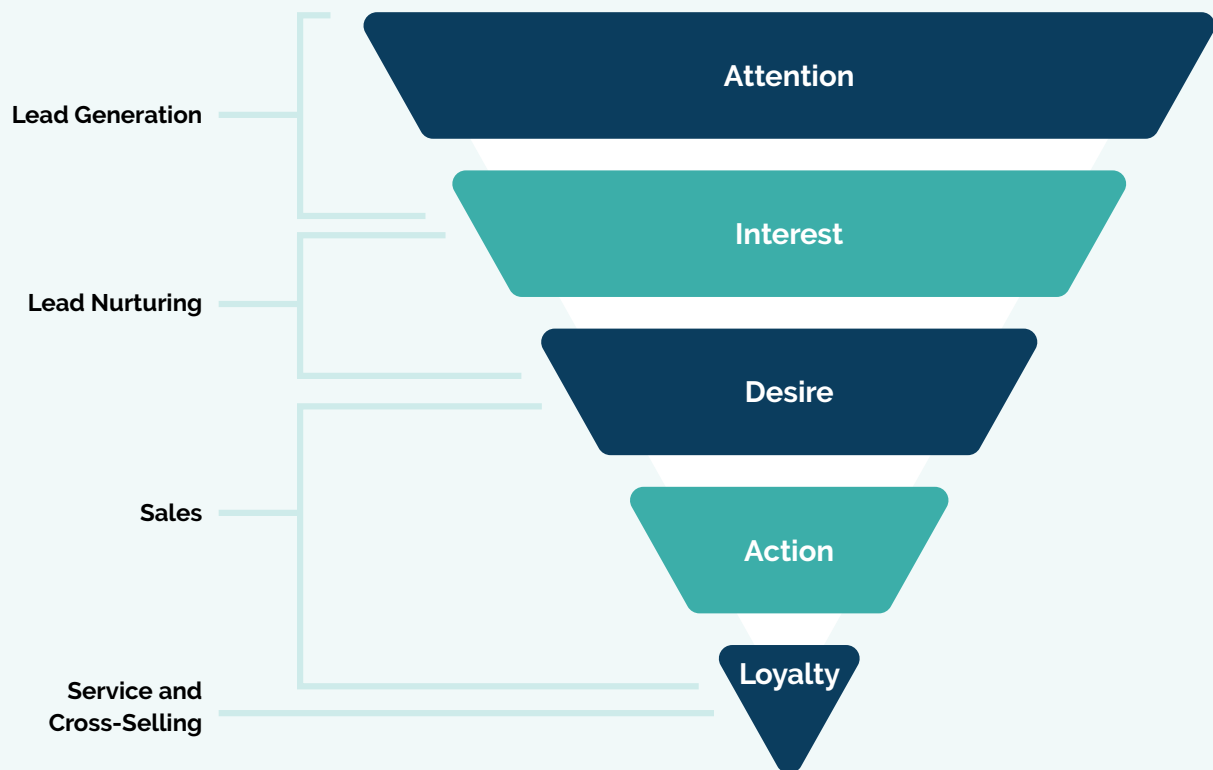 Attention
Lead Generation
Interest
Lead Nurturing
Desire
Sales
Action
Loyalty
Service and
Cross-Selling